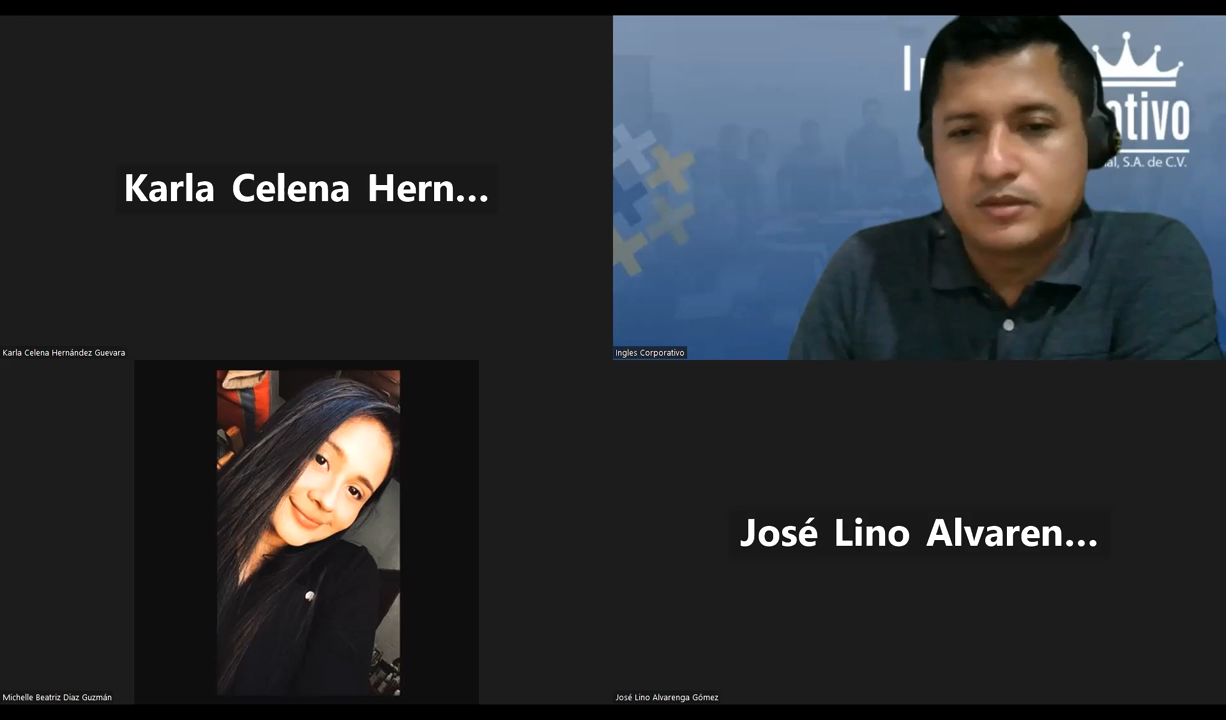 Karla Celena Hern...
Karla Celena Hernández Guevara
ativo
al, S.A. de C.V.
Ingles Corporativo
Michelle Beatriz Diaz Guzmán
José Lino Alvaren...
José Lino Alvarenga Gómez